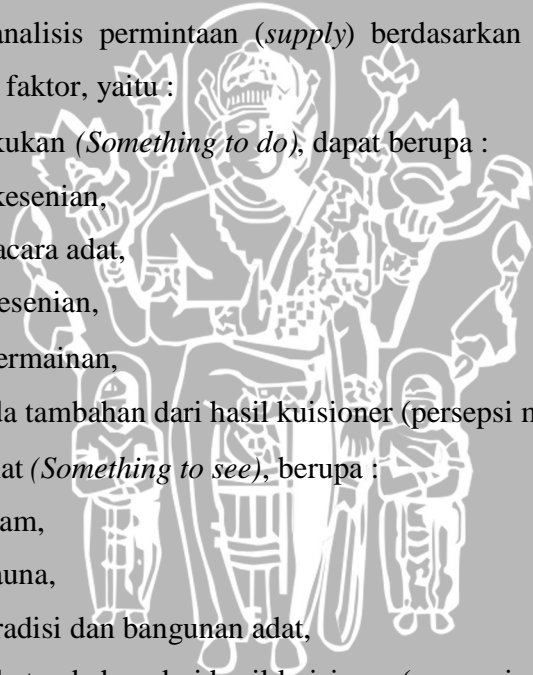 analisis permintaan (supply) berdasarkan
faktor, yaitu :
kukan (Something to do), dapat berupa :
kesenian,
acara adat,
esenian,
ermainan,
da tambahan dari hasil kuisioner (persepsi m
at (Something to see), berupa :
am,
auna,
radisi dan bangunan adat,